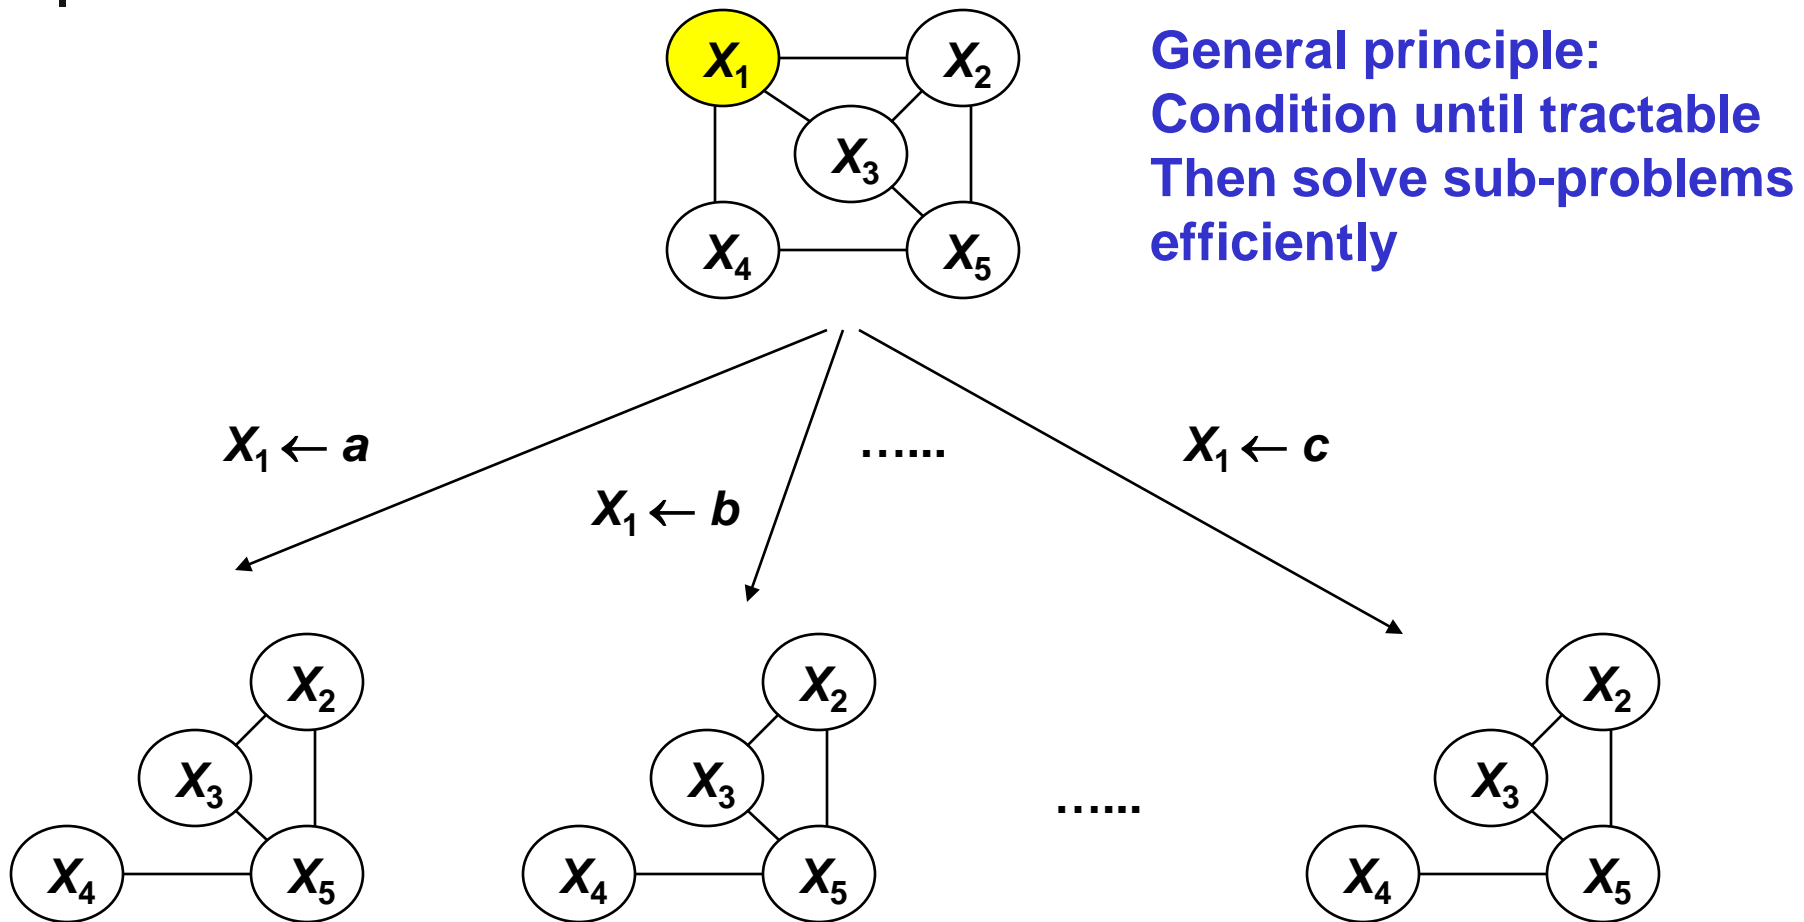 X1
X2
General principle:
Condition until tractable
Then solve sub-problems
efficiently
X3
X4
X5
X1 ← a
…...
X1 ← c
X1 ← b
X2
X2
X2
X3
X3
…...
X3
X4
X5
X4
X5
X4
X5